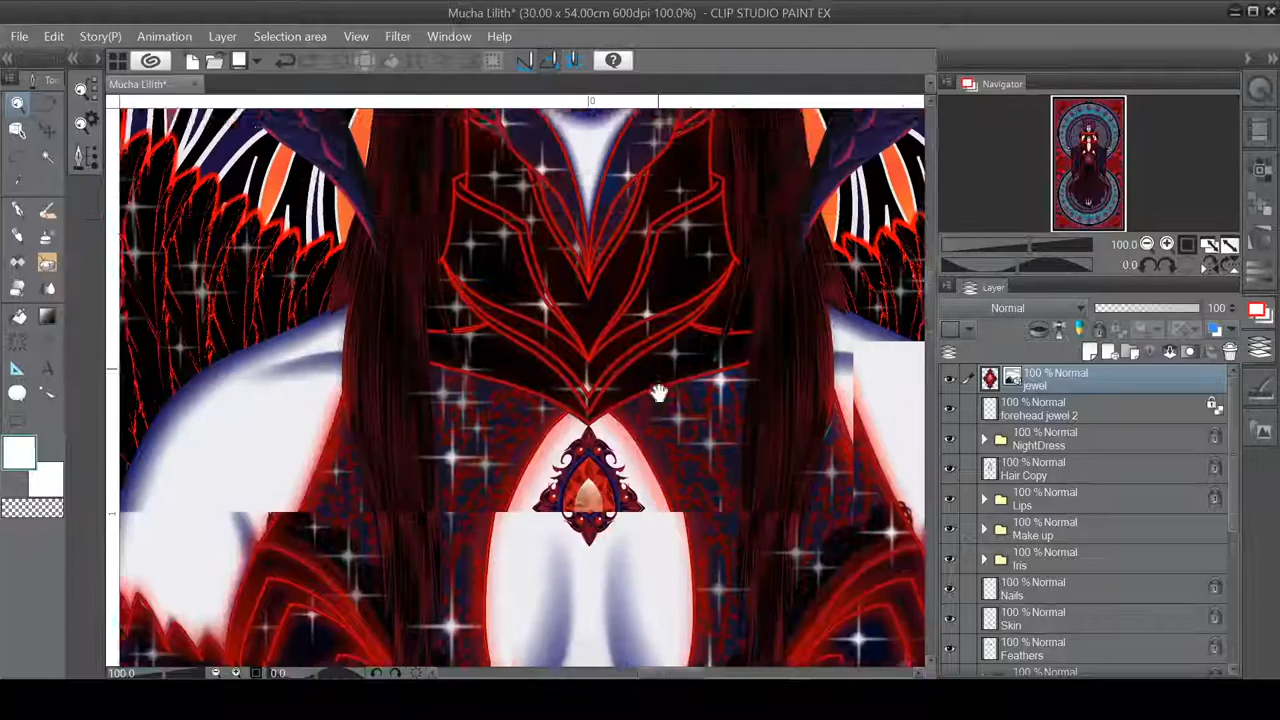 Mucha Lilith* (30.00 x 54.00cm 600dpi 100.0%) - CLIP STUDIO PAINT EX
File Edit Story(P) Animation Layer Selection area View Filter Window Help
Mucha Lilith*
Navigator
0
100.0
0.0
Layer
Normal 100
100 % Normal
jewel
100 % Normal
forehead jewel 2
100 % Normal
NightDress
100 % Normal
Hair Copy
100 % Normal
Lips
100 % Normal
Make up
100 % Normal
Iris
100 % Normal
Nails
100 % Normal
Skin
100 % Normal
Feathers
100.0 0.0